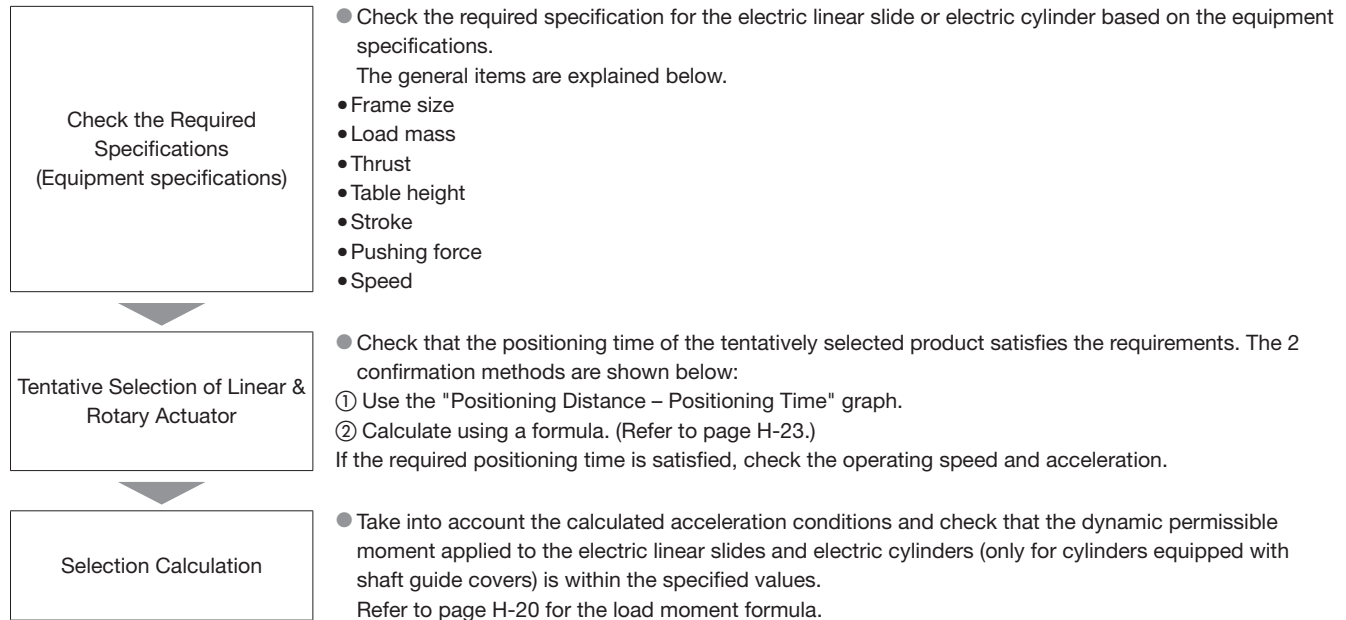 Check the Required
Specifications
(Equipment specifications)
● Check the required specification for the electric linear slide or electric cylinder based on the equipment
specifications.
The general items are explained below.
●Frame size
●Load mass
●Thrust
●Table height
●Stroke
●Pushing force
●Speed
Tentative Selection of Linear &
Rotary Actuator
● Check that the positioning time of the tentatively selected product satisfies the requirements. The 2
confirmation methods are shown below:
① Use the "Positioning Distance – Positioning Time" graph.
② Calculate using a formula. (Refer to page H-23.)
If the required positioning time is satisfied, check the operating speed and acceleration.
Selection Calculation
● Take into account the calculated acceleration conditions and check that the dynamic permissible
moment applied to the electric linear slides and electric cylinders (only for cylinders equipped with
shaft guide covers) is within the specified values.
Refer to page H-20 for the load moment formula.